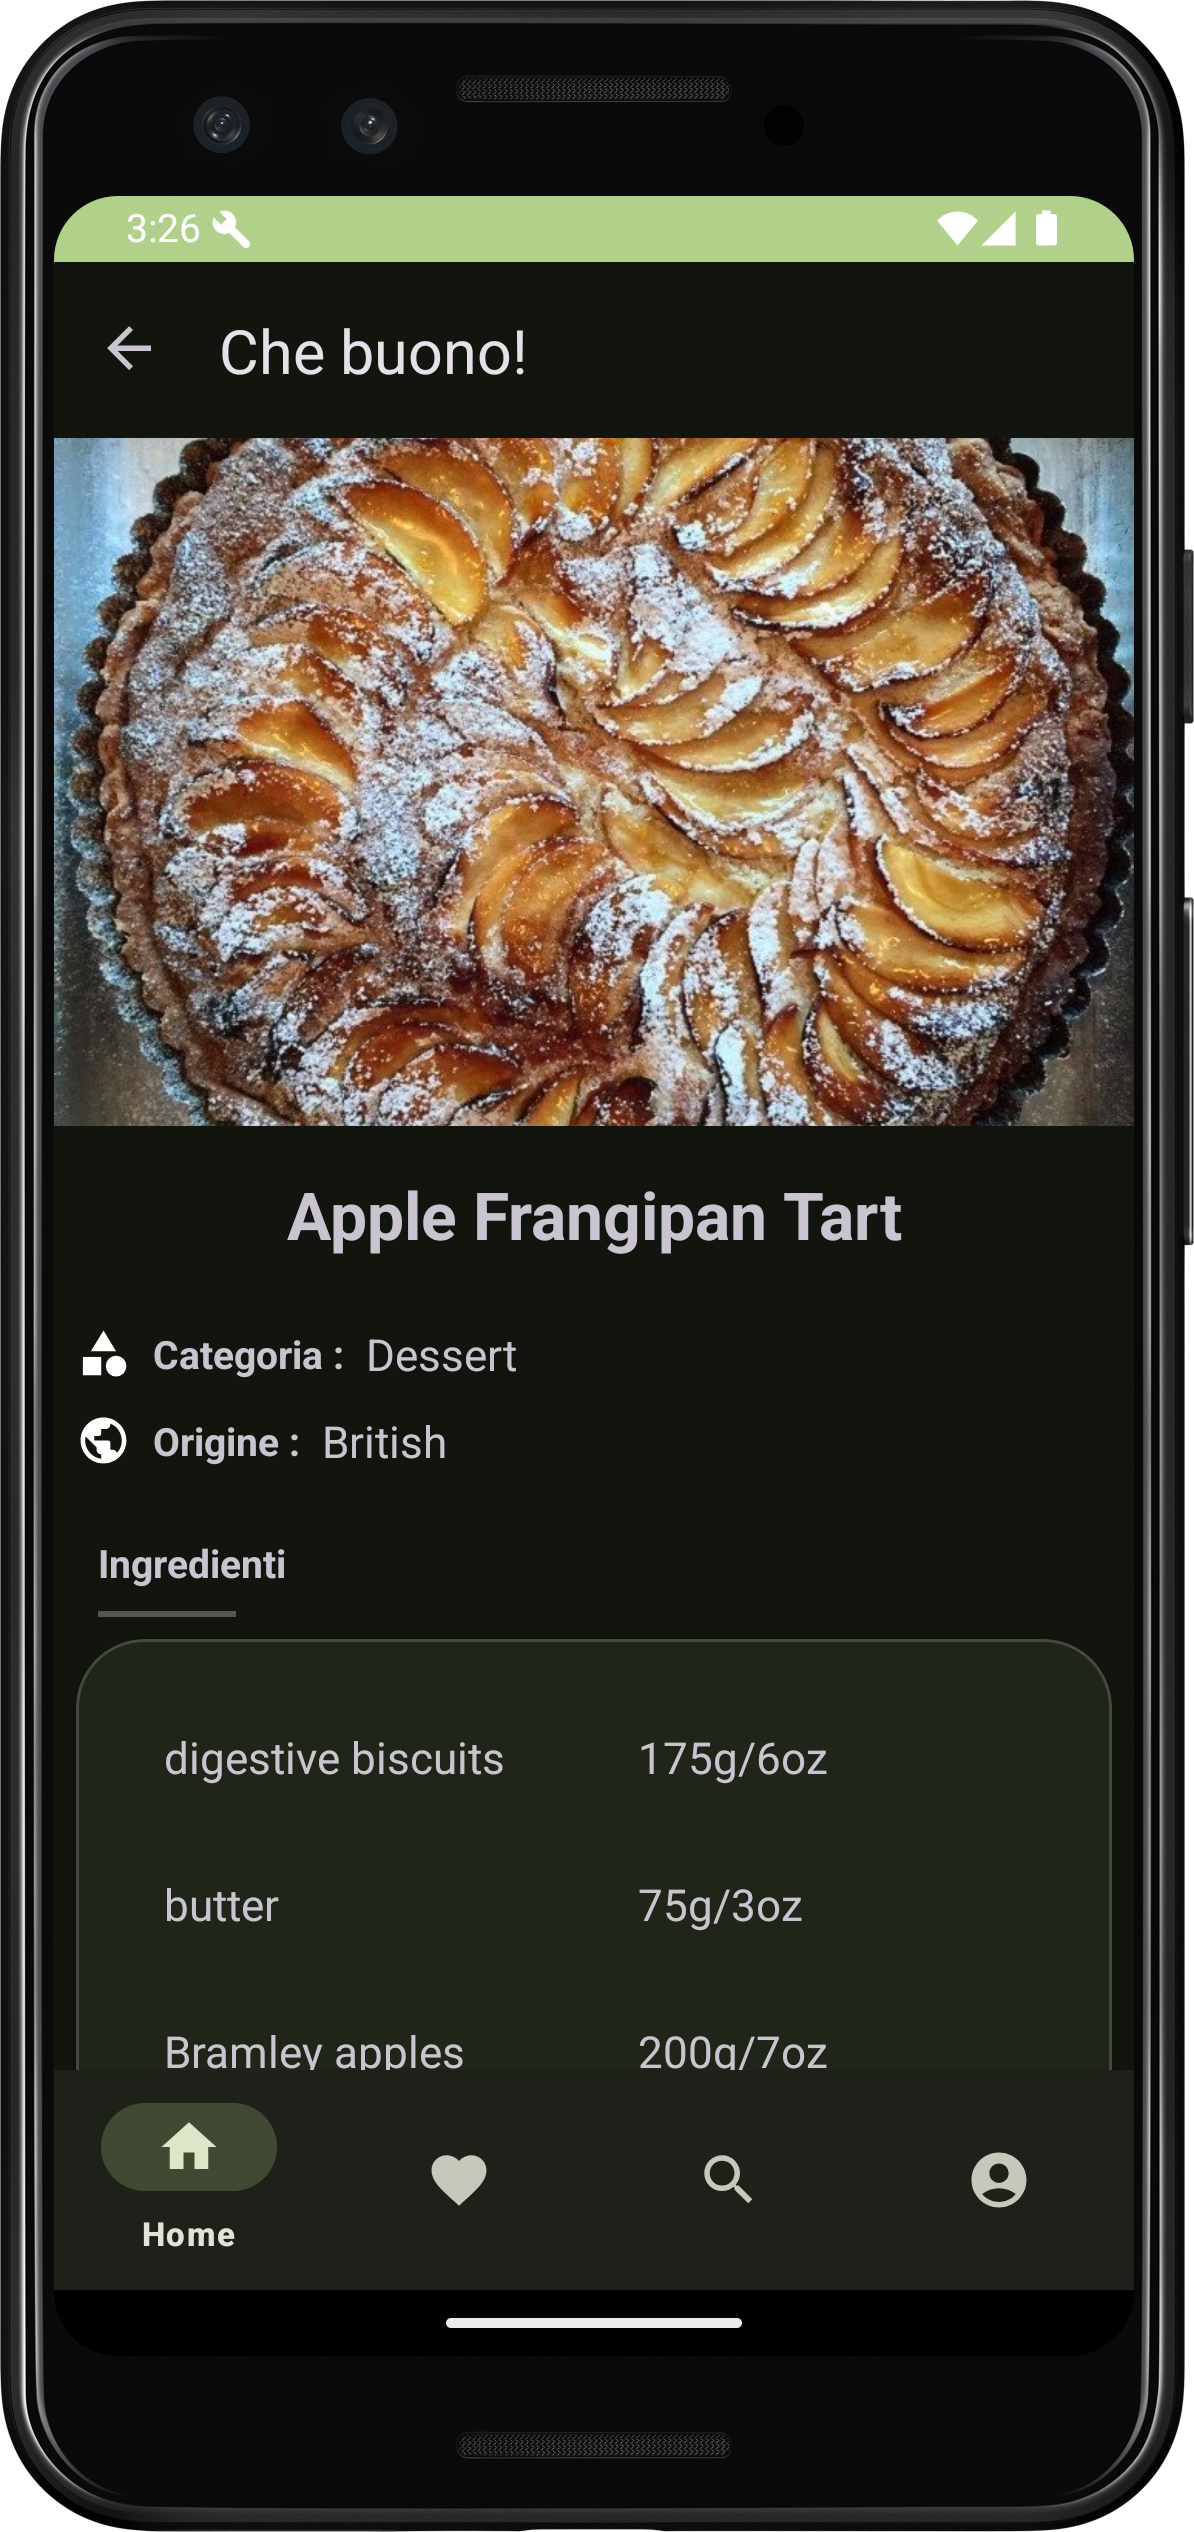 3:26
Che buono!
Apple Frangipan Tart
Categoria : Dessert
Origine : British
Ingredienti
digestive biscuits 175g/6oz
butter 75g/3oz
Bramley apples 200g/7oz
Home